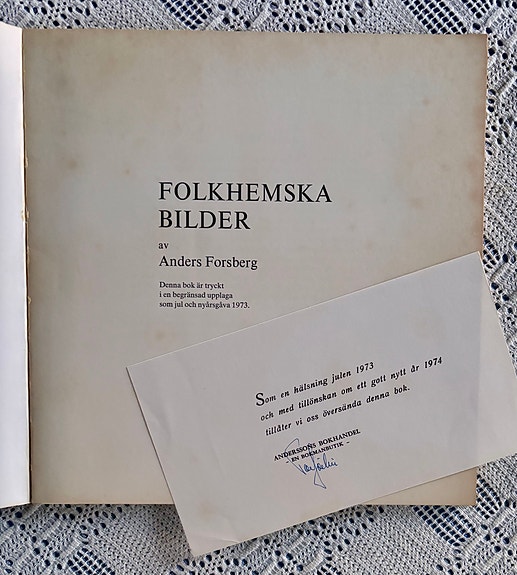 FOLKHEMSKA
BILDER
av
Anders Forsberg
Denna bok är tryckt
i en begränsad upplaga
som jul och nyårsgåva 1973.
Som en hälsning julen 1973
och med tillönskan om ett gott nytt år 1974
tillåter vi oss översända denna bok.
ANDERSSONS BOKHANDEL
- EN BOKMANBUTIK -